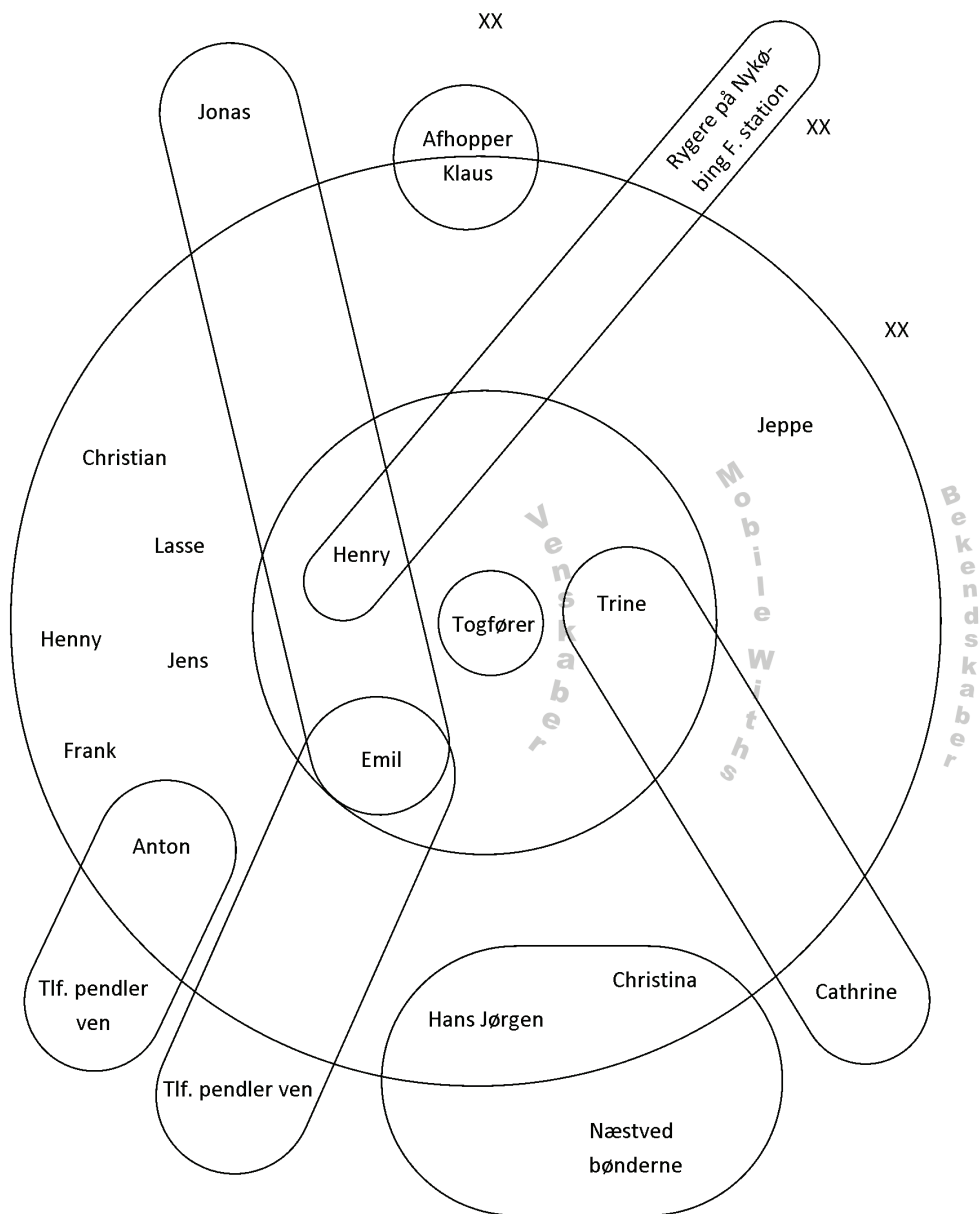 XX
Jonas
Rygere på Nykø-
bing F. station
XX
Afhopper
Klaus
XX
Jeppe
Christian
Mobile Withs
Bekendskaber
Venskaber
Lasse
Henry
Trine
Togfører
Henny
Jens
Frank
Emil
Anton
Christina
Tlf. pendler
ven
Cathrine
Hans Jørgen
Tlf. pendler ven
Næstved
bønderne